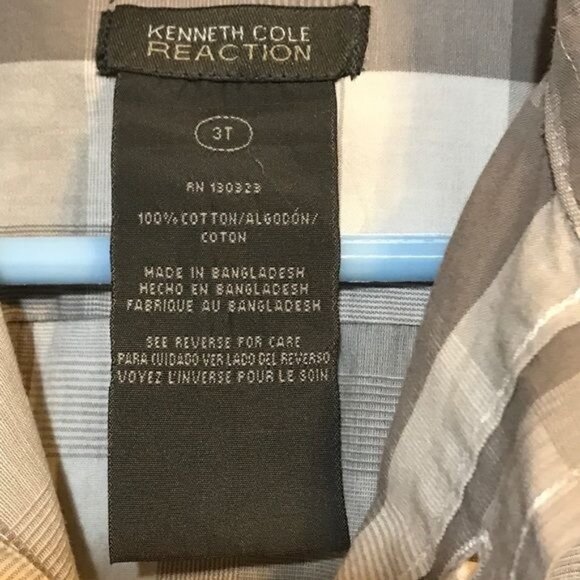 KENNETH COLE
REACTION
3T
RN 130323
100% COTTON/ALGODÓN/
COTON
MADE IN BANGLADESH
HECHO EN BANGLADESH
FABRIQUE AU BANGLADESH
SEE REVERSE FOR CARE
PARA CUIDADO VER LADO DEL REVERSO
VOYEZ L'INVERSE POUR LE SOIN